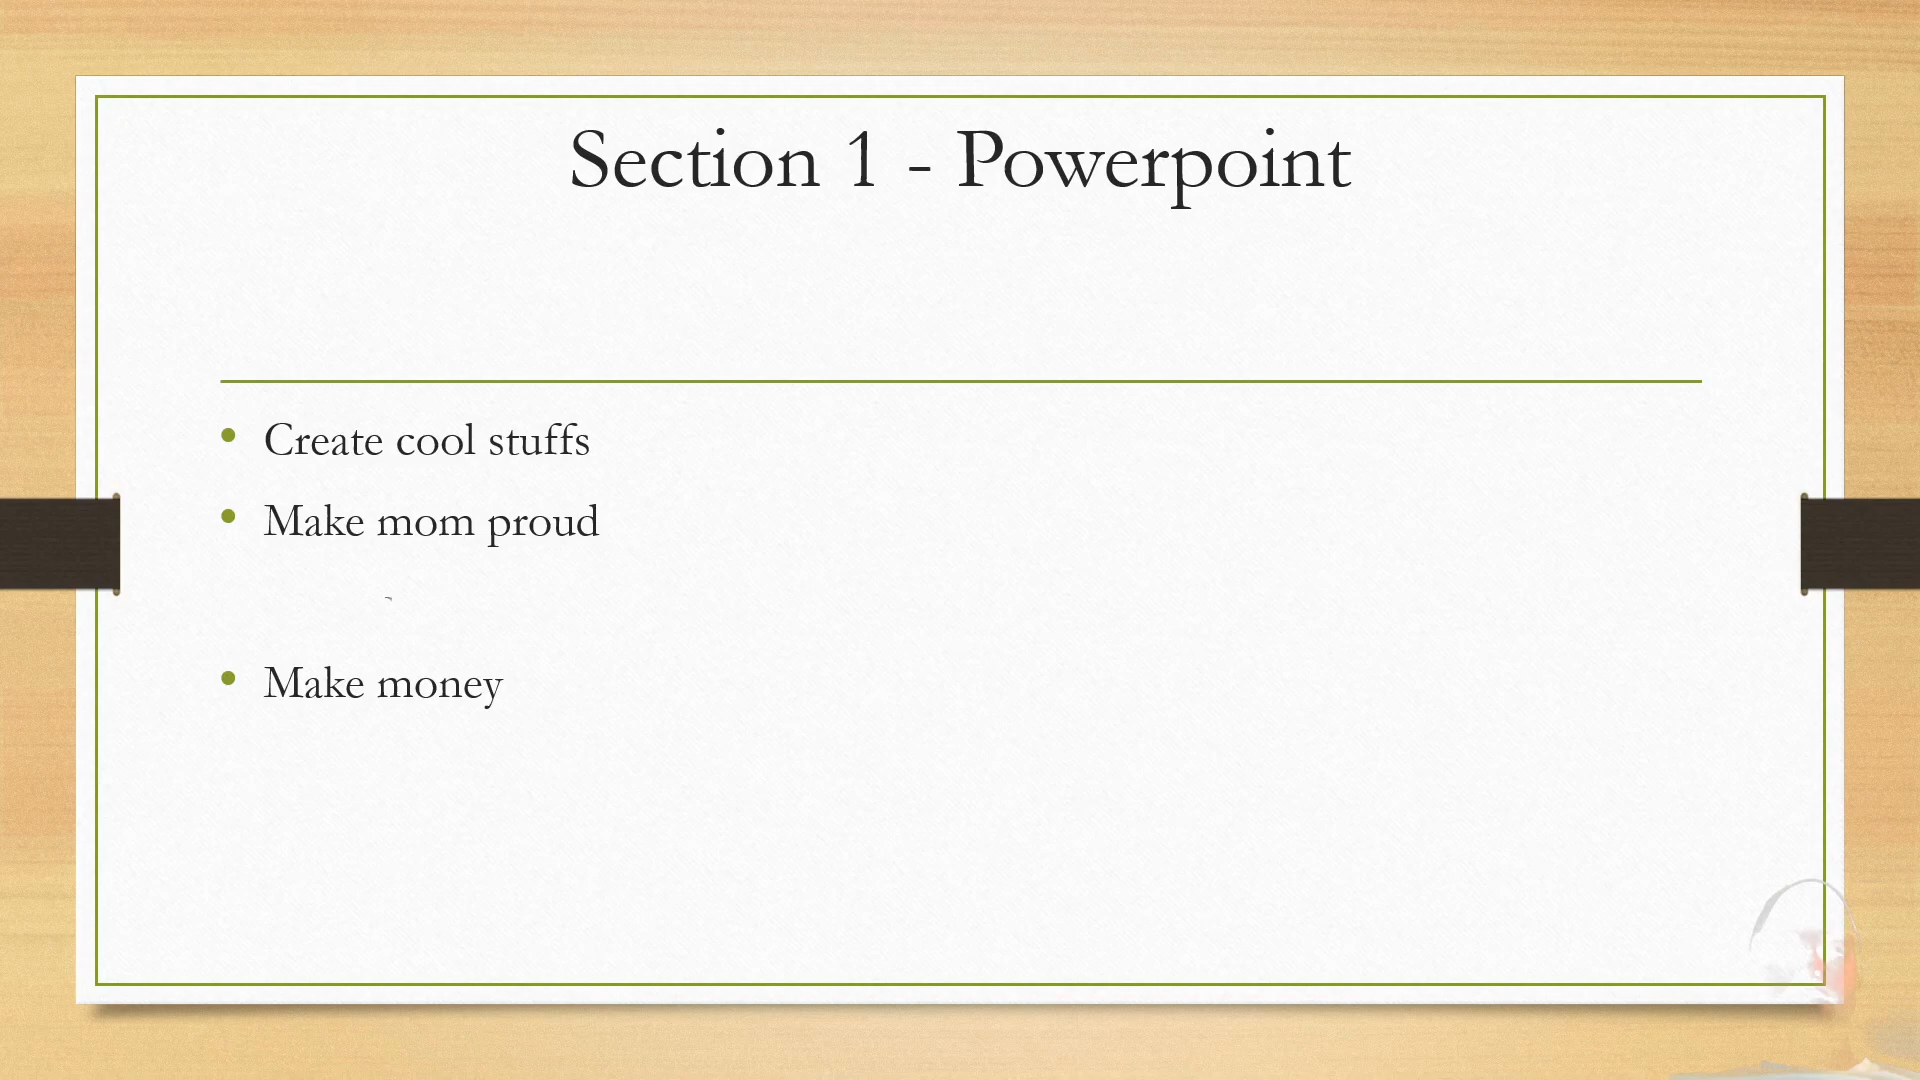 Section 1 - Powerpoint
Create cool stuffs
Make mom proud
Make money